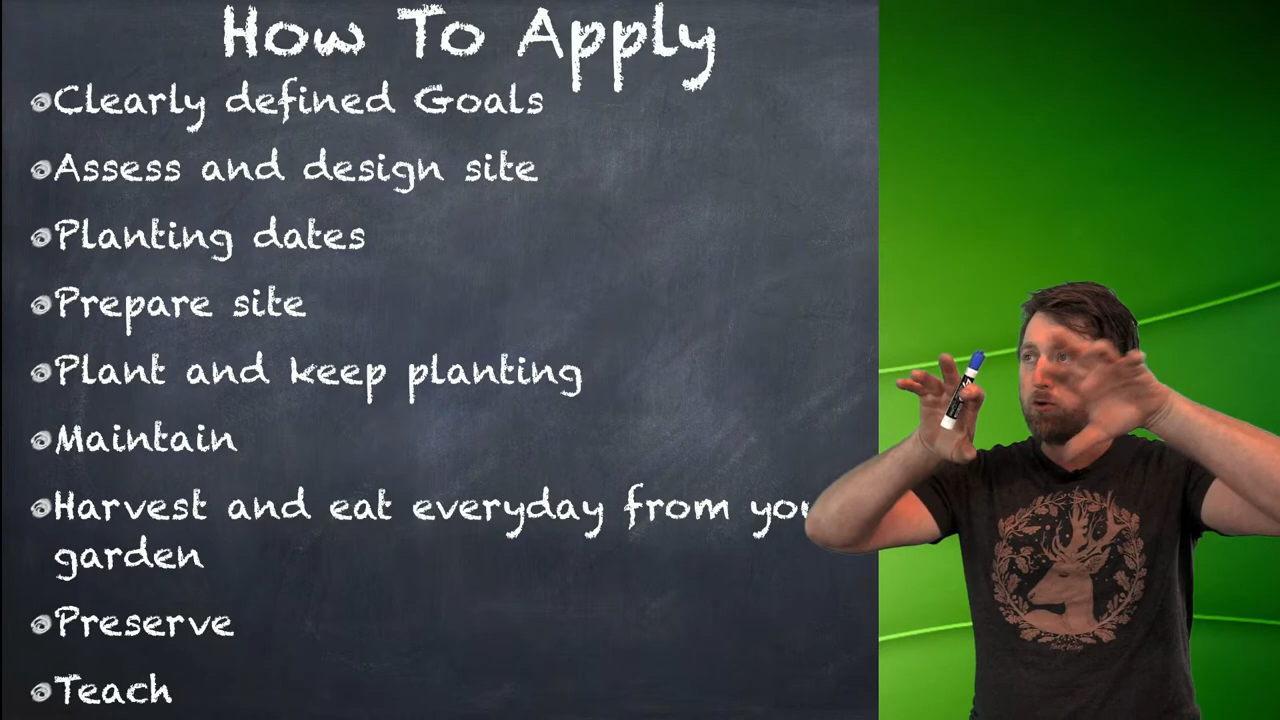 How To Apply
Clearly defined Goals
Assess and design site
Planting dates
Prepare site
Plant and keep planting
Maintain
Harvest and eat everyday from
garden
Preserve
Teach